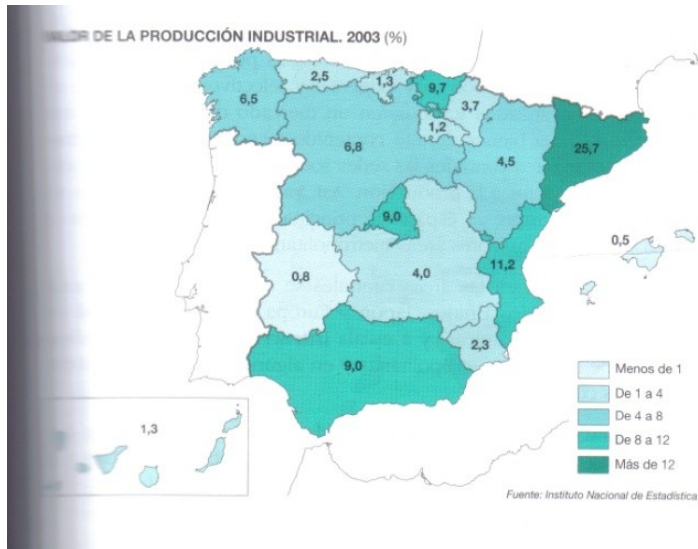 DE LA PRODUCCIÓN INDUSTRIAL. 2003 (%)
2,5
1,3
9,7
6,5
3,7
1,2
6,8
4,5
25,7
9,0
0,5
0,8
4,0
11,2
2,3
9,0
1,3
Menos de 1
De 1 a 4
De 4 a 8
De 8 a 12
Más de 12
Fuente: Instituto Nacional de Estadística